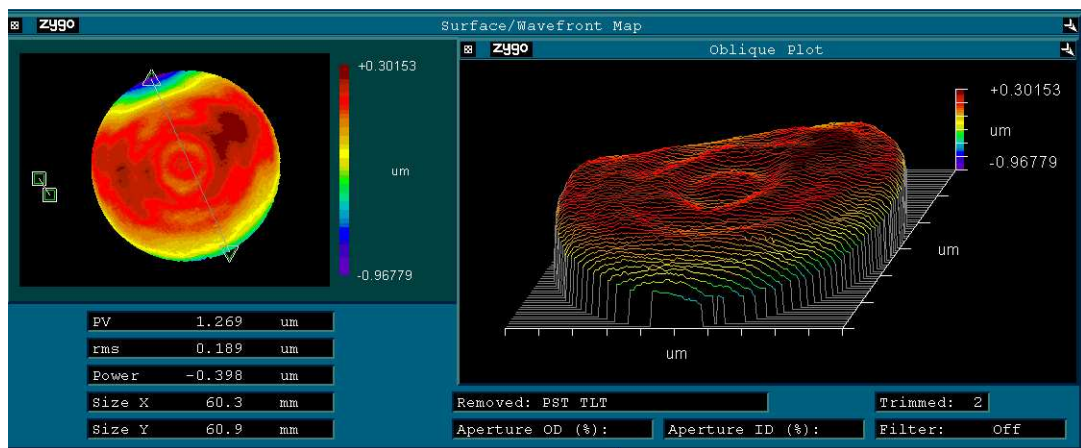 zygo Surface/Wavefront Map
+0.30153
um
-0.96779
zygo Oblique Plot
+0.30153
um
-0.96779
um
um
PV 1.269 um
rms 0.189 um
Power -0.398 um
Size X 60.3 mm
Size Y 60.9 mm
Removed: PST TLT Trimmed: 2
Aperture OD (%): Aperture ID (%): Filter: Off